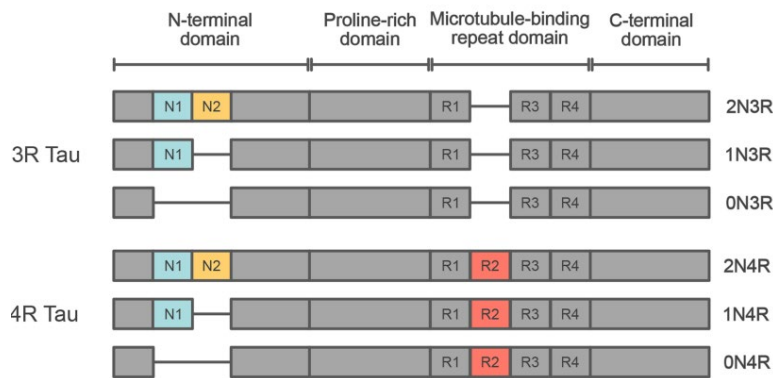 N-terminal domain
Proline-rich domain
Microtubule-binding repeat domain
C-terminal domain
N1 N2 R1 R3 R4 2N3R
3R Tau
N1 R1 R3 R4 1N3R
R1 R3 R4 0N3R
N1 N2 R1 R2 R3 R4 2N4R
4R Tau
N1 R1 R2 R3 R4 1N4R
R1 R2 R3 R4 0N4R